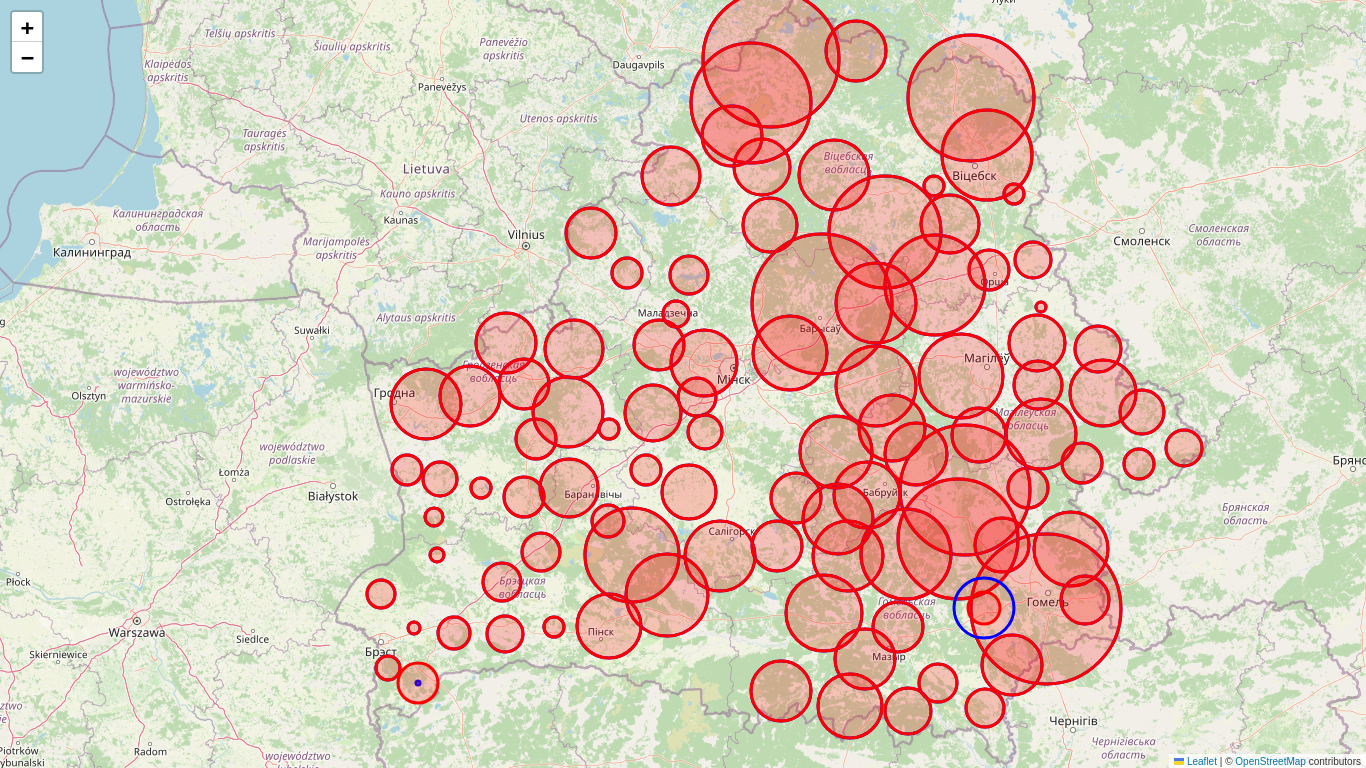 +
−
Луки
Telšių apskritis
Šiaulių apskritis
Panevėžio
apskritis
Klaipėdos
apskritis
Daugavpils
Panevėžys
Utenos apskritis
Tauragės
apskritis
Lietuva
Віцебская
вобласць
Віцебск
Kauno apskritis
Kaunas
Калининградская
область
Vilnius
Marijampolės
apskritis
Калининград
Смоленск
Смоленская
область
Орша
Alytaus apskritis
Маладзечна
Suwałki
Барысаў
województwo
warmińsko-
mazurskie
Гродзенская
вобласць
Магілёў
Мінск
Гродна
Olsztyn
Магілёўская
вобласць
województwo
podlaskie
Łomża
Брянс
Ostrołęka
Białystok
Баранавічы
Бабруйск
Брянская
область
Салігорск
Płock
Брэсцкая
вобласць
Гомельская
вобласць
Гомель
Warszawa
Siedlce
Пінск
Skierniewice
Брэст
Мазыр
Чернігів
Radom
województwo
lubelskie
Чернігівська
область
Piotrków
ybunalski
Leaflet | © OpenStreetMap contributors